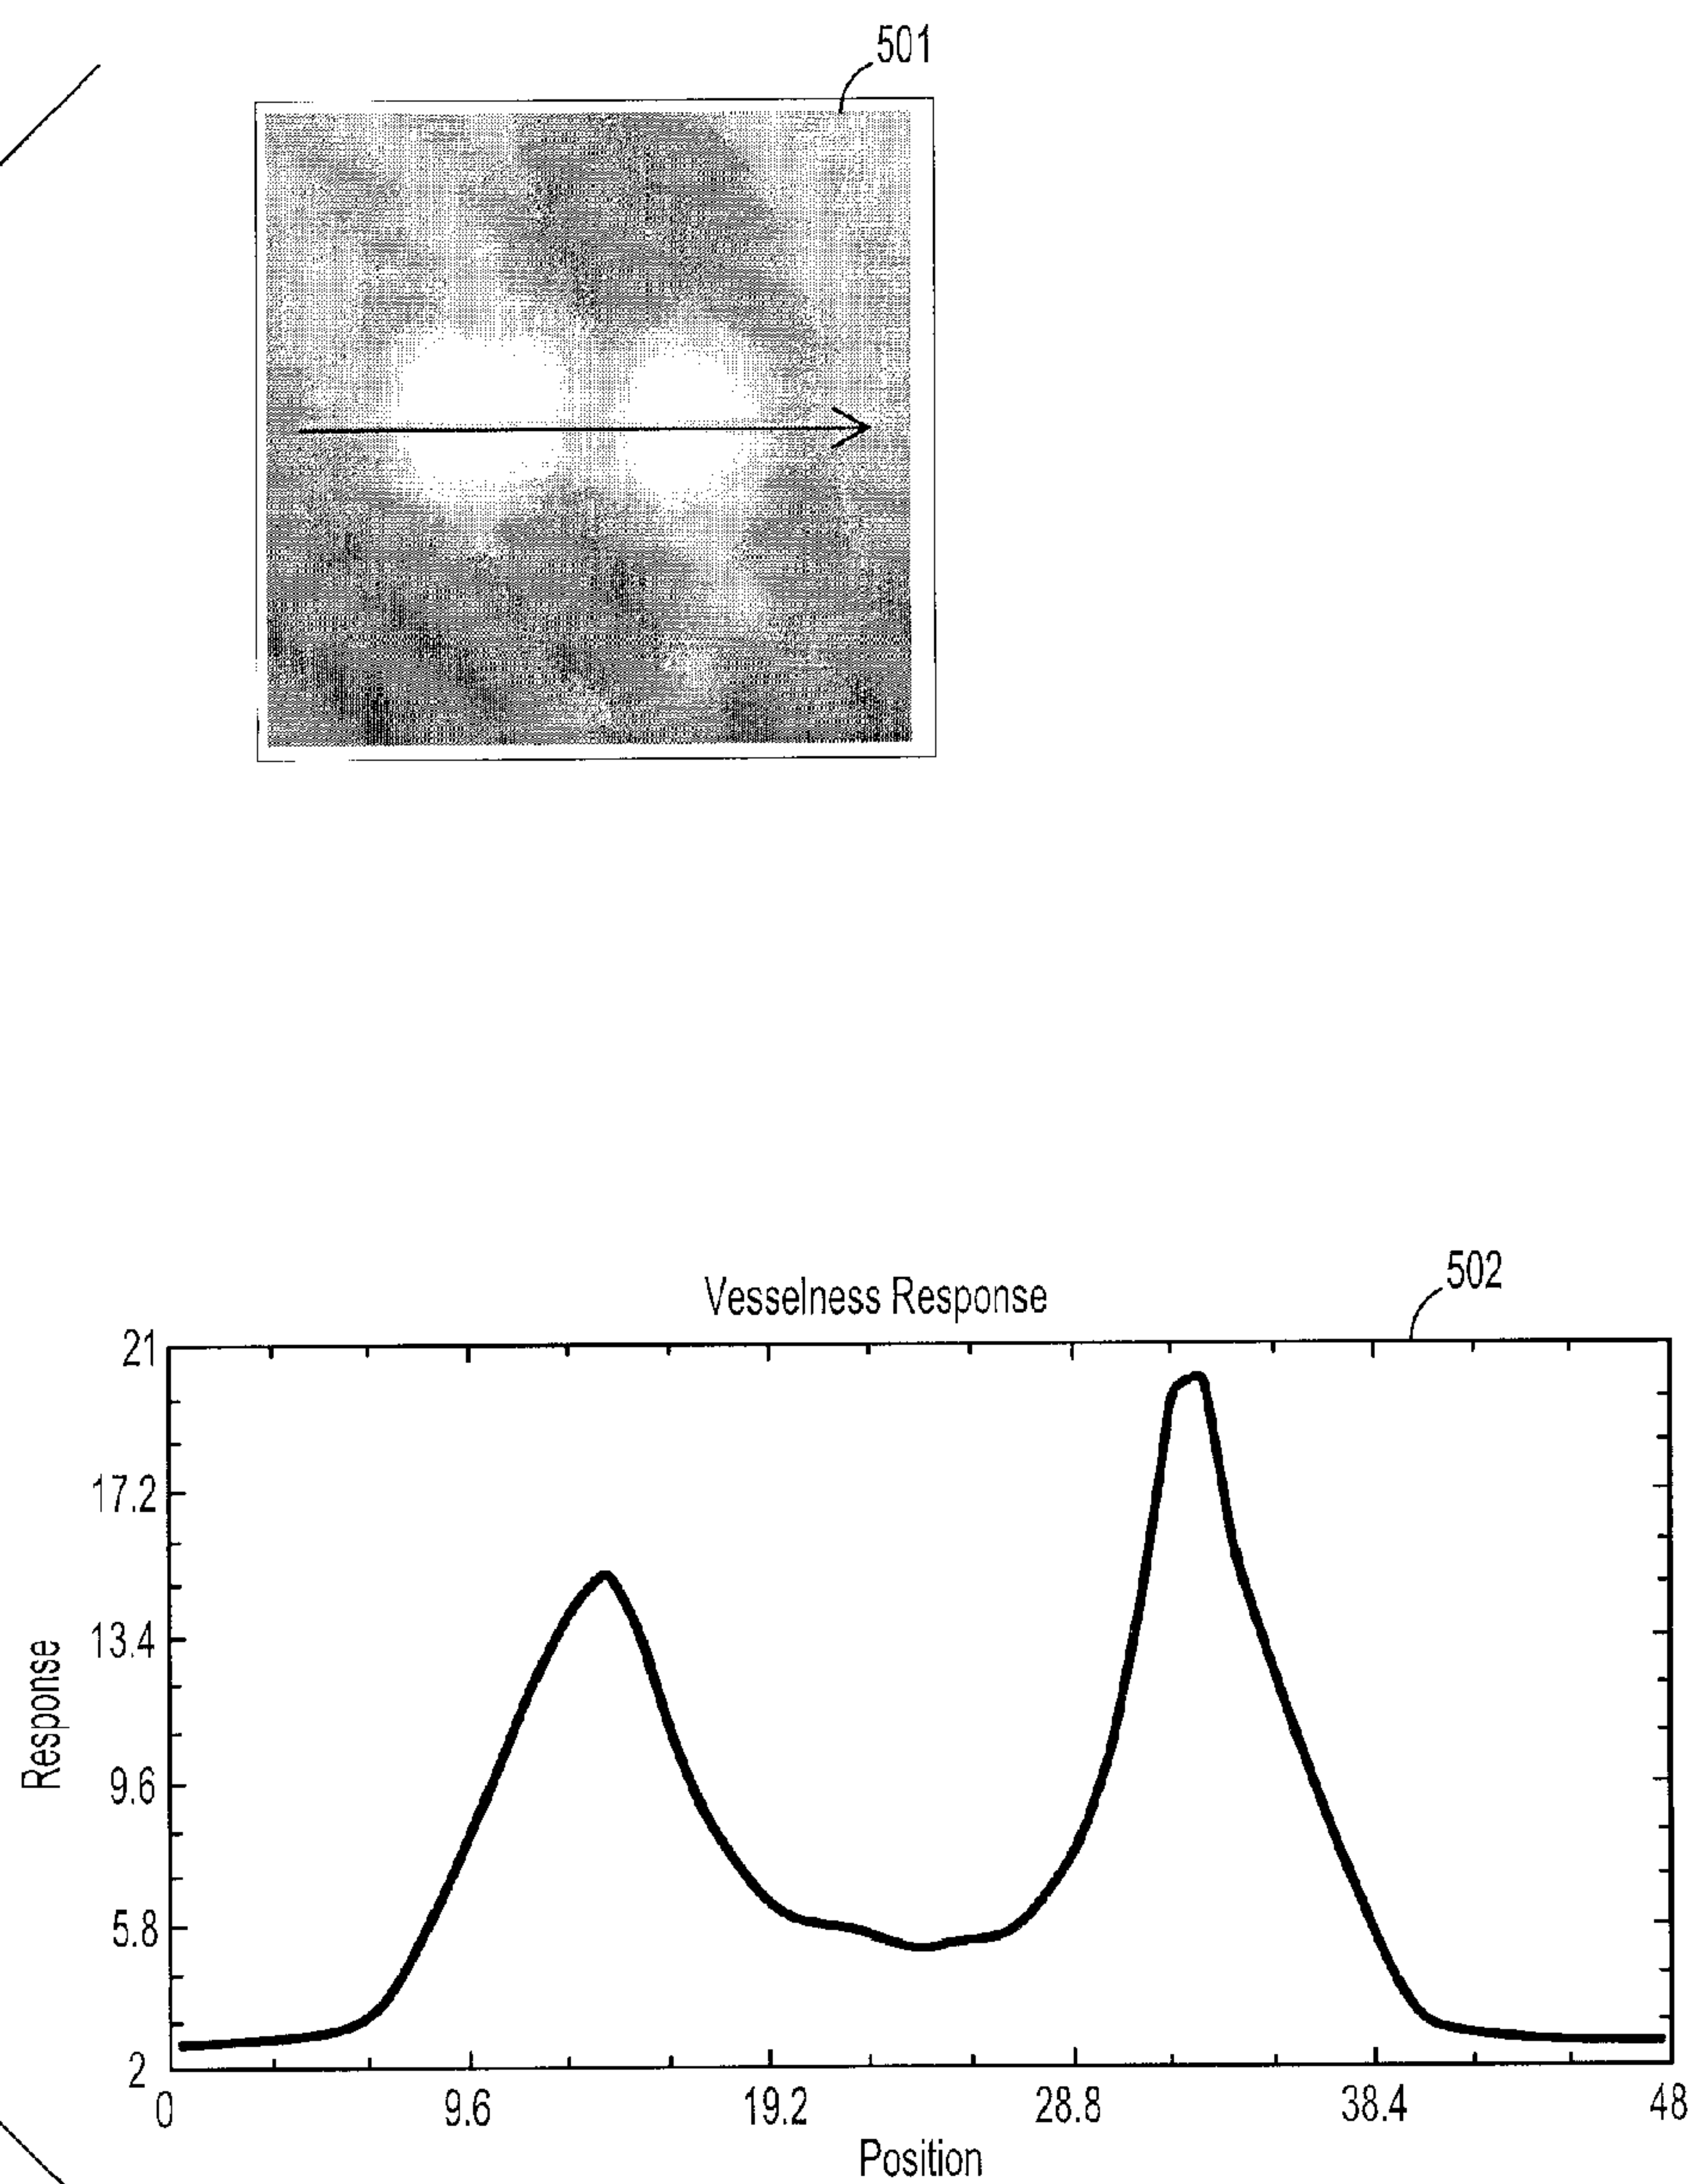 501
Vesselness Response
502
21
17.2
13.4
9.6
5.8
2
Response
0 9.6 19.2 28.8 38.4 48
Position